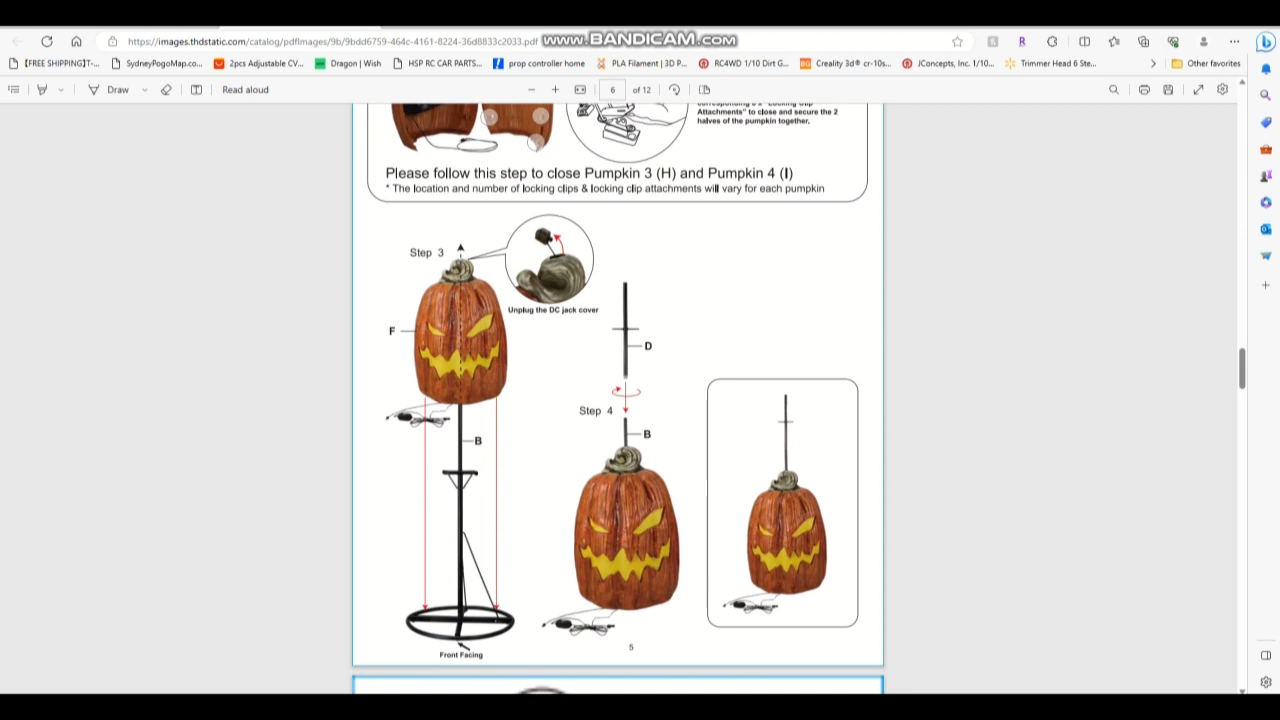 https://images.thdstatic.com/catalog/pdfImages/9b/9bdd6759-464c-4161-8224-36d8833c2033.pdf
www.BANDICAM.com
[FREE SHIPPING]T-... SydneyPogoMap.co... 2pcs Adjustable CV... Dragon | Wish HSP RC CAR PARTS... prop controller home PLA Filament | 3D P... RC4WD 1/10 Dirt G... Creality 3d® cr-10s... JConcepts, Inc. 1/10... Trimmer Head 6 Ste... Other favorites
Draw Read aloud 6 of 12
Attachments" to close and secure the 2
halves of the pumpkin together.
Please follow this step to close Pumpkin 3 (H) and Pumpkin 4 (I)
* The location and number of locking clips & locking clip attachments will vary for each pumpkin
Step 3
Unplug the DC jack cover
F
D
Step 4
B
B
Front Facing
5